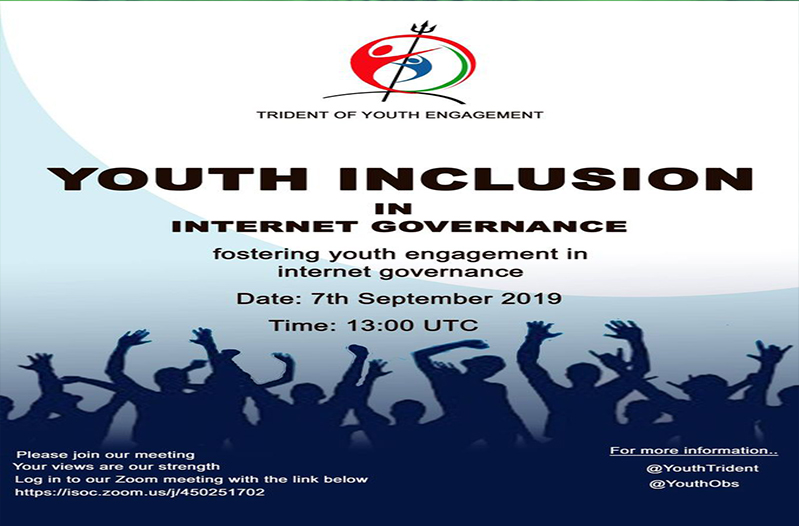 TRIDENT OF YOUTH ENGAGEMENT
YOUTH INCLUSION
IN
INTERNET GOVERNANCE
fostering youth engagement in
internet governance
Date: 7th September 2019
Time: 13:00 UTC
Please join our meeting
Your views are our strength
Log in to our Zoom meeting with the link below
https://isoc.zoom.us/j/450251702
For more information..
@YouthTrident
@YouthObs